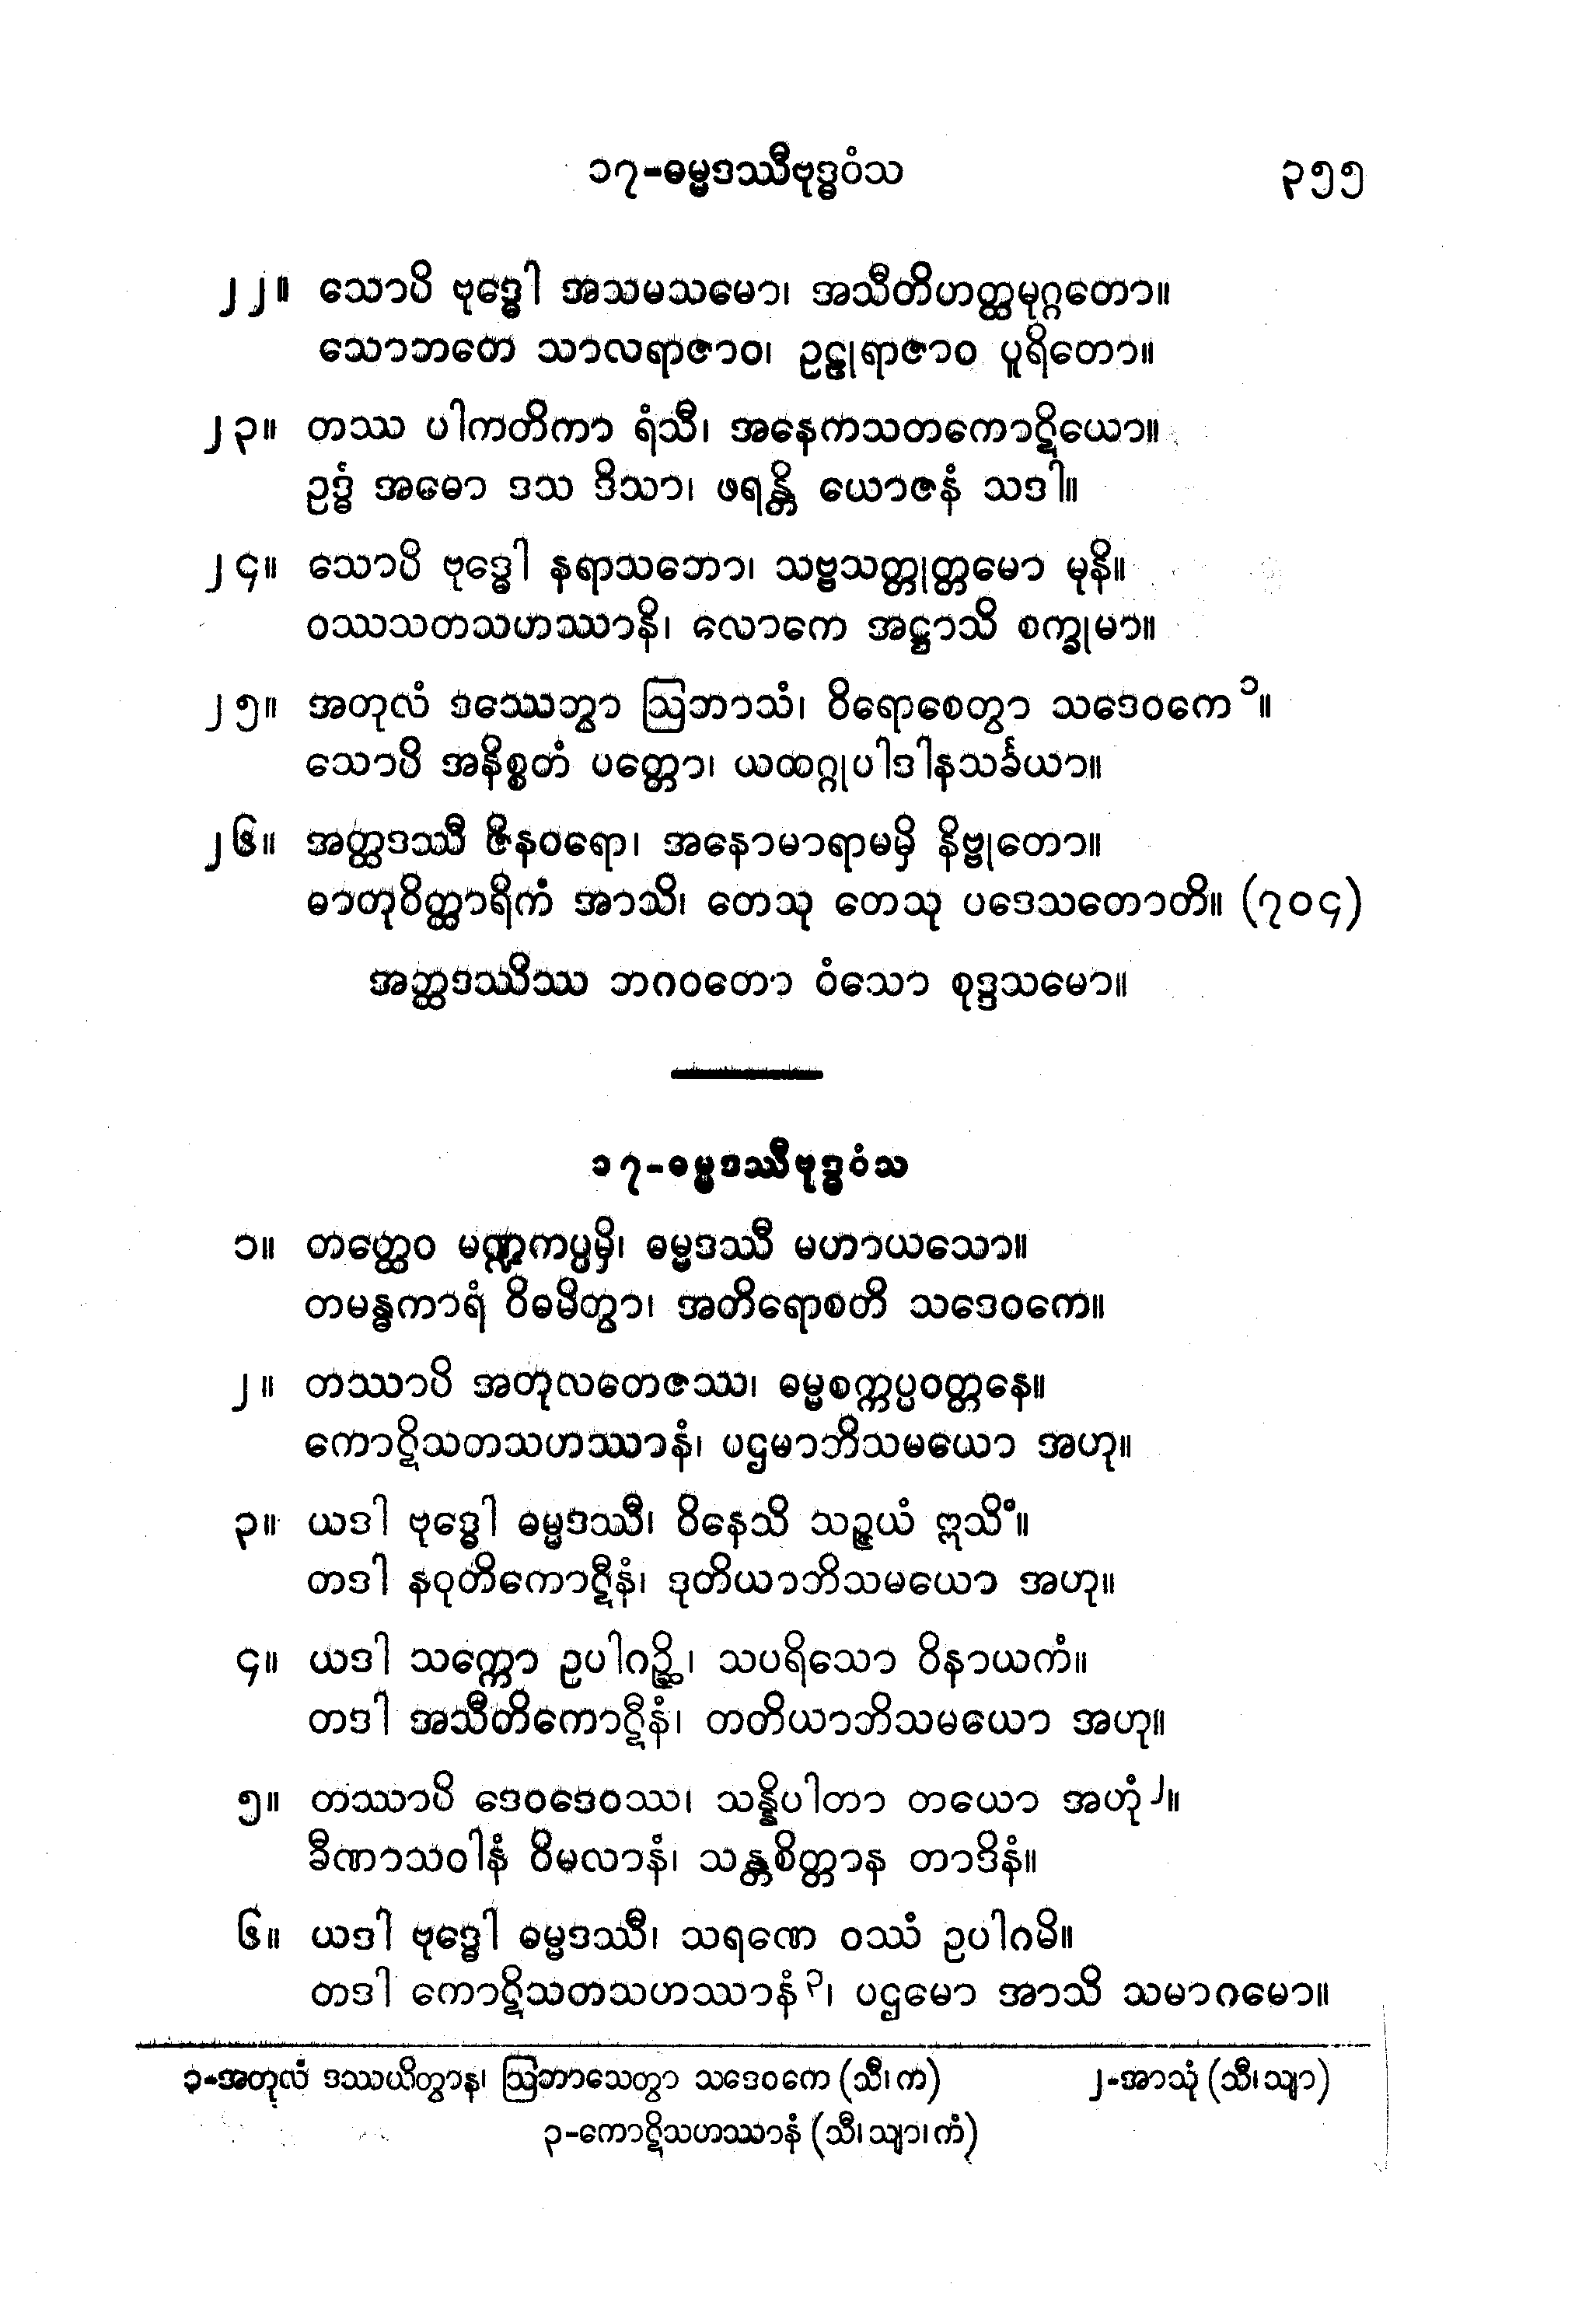 ၁၇-ဓမ္မဒဿီဗုဒ္ဓဝံသ ၃၅၅
၂၂။ သောပိ ဗုဒ္ဓေါ အသမသမော၊ အသီတိဟတ္ထမုဂ္ဂတော။
သောဘတေ သာလရာဇာဝ၊ ဥဠုရာဇာဝ ပူရိတော။
၂၃။ တဿ ပါကတိကာ ရံသီ၊ အနေကသတကောဋိယော။
ဥဒ္ဓံ အဓော ဒသ ဒိသာ၊ ဖရန္တိ ယောဇနံ သဒါ။
၂၄။ သောပိ ဗုဒ္ဓေါ နရာသဘော၊ သဗ္ဗသတ္တုတ္တမော မုနိ။
ဝဿသတသဟဿာနိ၊ လောကေ အဋ္ဌာသိ စက္ခုမာ။
၂၅။ အတုလံ ဒဿေတွာ ဩဘာသံ၊ ဝိရောစေတွာ သဒေဝကေ ၁။
သောပိ အနိစ္စတံ ပတ္တော၊ ယထဂ္ဂုပါဒါနသင်္ခယာ။
၂၆။ အတ္ထဒဿီ ဇိနဝရော၊ အနောမာရာမမှိ နိဗ္ဗုတော။
ဓာတုဝိတ္ထာရိကံ အာသိ၊ တေသု တေသု ပဒေသတောတိ။ (၇၀၄)
အတ္ထဒဿိဿ ဘဂဝတော ဝံသော စုဒ္ဒသမော။
၁၇-ဓမ္မဒဿီဗုဒ္ဓဝံသ
၁။ တတ္ထေဝ မဏ္ဍကပ္ပမှိ၊ ဓမ္မဒဿီ မဟာယသော။
တမန္ဓကာရံ ဝိဓမိတွာ၊ အတိရောစတိ သဒေဝကေ။
၂။ တဿာပိ အတုလတေဇဿ၊ ဓမ္မစက္ကပ္ပဝတ္တနေ။
ကောဋိသတသဟဿာနံ၊ ပဌမာဘိသမယော အဟု။
၃။ ယဒါ ဗုဒ္ဓေါ ဓမ္မဒဿီ၊ ဝိနေသိ သဉ္ဇယံ ဣသိံ။
တဒါ နဝုတိကောဋီနံ၊ ဒုတိယာဘိသမယော အဟု။
၄။ ယဒါ သက္ကော ဥပါဂဉ္ဆိ၊ သပရိသော ဝိနာယကံ။
တဒါ အသီတိကောဋီနံ၊ တတိယာဘိသမယော အဟု။
၅။ တဿာပိ ဒေဝဒေဝဿ၊ သန္နိပါတာ တယော အဟုံ ၂။
ခီဏာသဝါနံ ဝိမလာနံ၊ သန္တစိတ္တာန တာဒိနံ။
၆။ ယဒါ ဗုဒ္ဓေါ ဓမ္မဒဿီ၊ သရဏေ ဝဿံ ဥပါဂမိ။
တဒါ ကောဋိသတသဟဿာနံ ၃၊ ပဌမော အာသိ သမာဂမော။
၁-အတုလံ ဒဿယိတွာန၊ ဩဘာသေတွာ သဒေဝကေ (သီ၊ က) ၂-အာသုံ (သီ၊ သျာ)
၃-ကောဋိသဟဿာနံ (သီ၊ သျာ၊ ကံ)